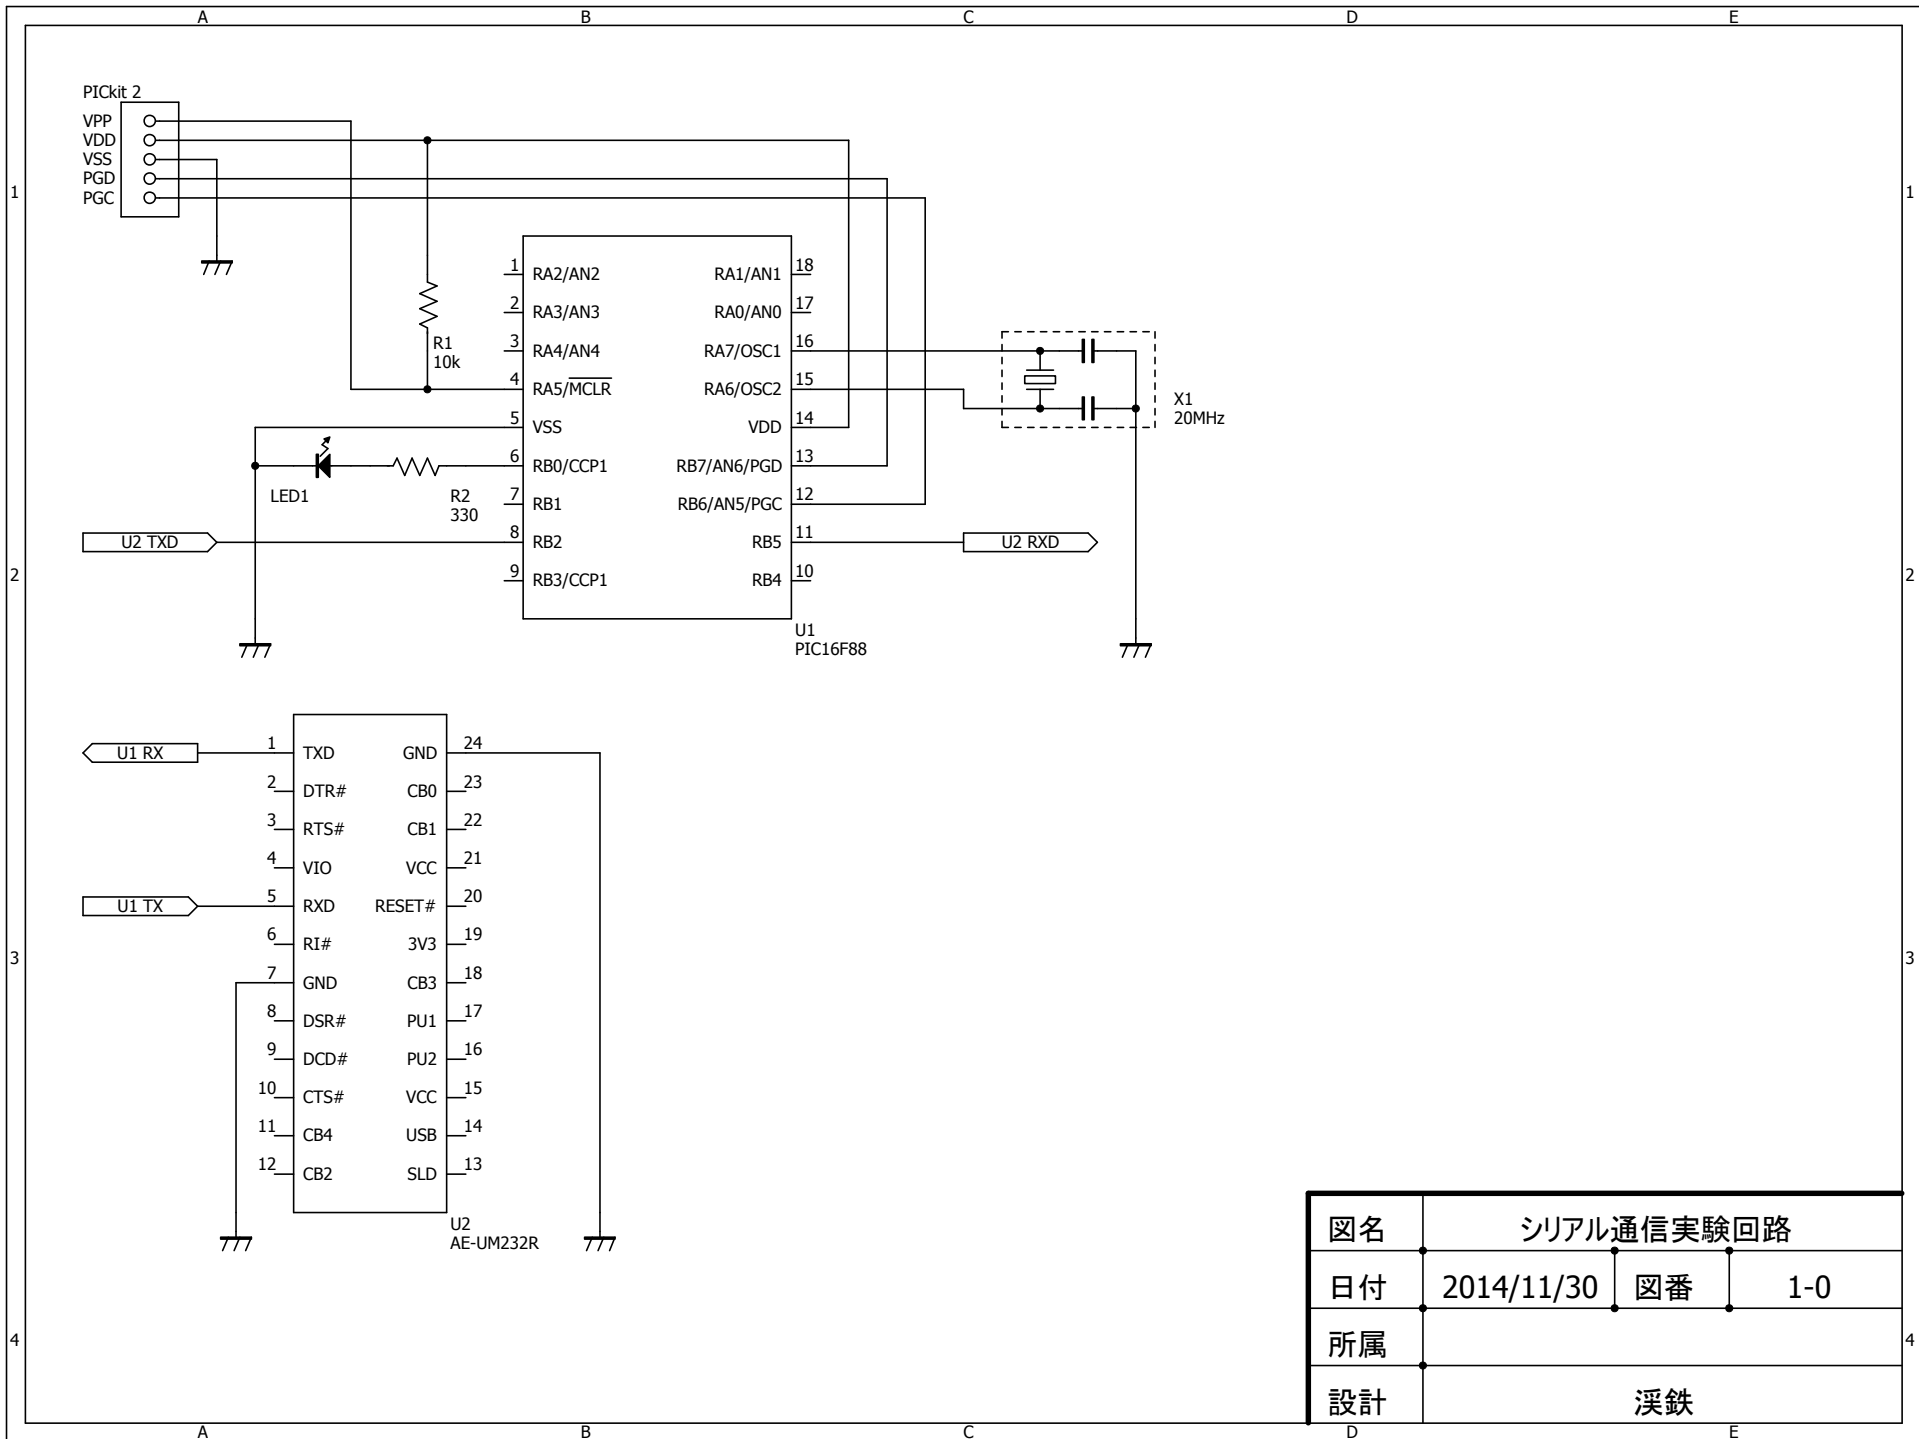 A B C D E
PICkit 2
VPP
VDD
VSS
PGD
PGC
1 1
R1
10k
1 RA2/AN2 RA1/AN1 18
2 RA3/AN3 RA0/AN0 17
3 RA4/AN4 RA7/OSC1 16
4 RA5/MCLR RA6/OSC2 15
5 VSS VDD 14
6 RB0/CCP1 RB7/AN6/PGD 13
7 RB1 RB6/AN5/PGC 12
8 RB2 RB5 11
9 RB3/CCP1 RB4 10
X1
20MHz
LED1
R2
330
U2 TXD
U2 RXD
2 2
U1
PIC16F88
U1 RX
U1 TX
1 TXD GND 24
2 DTR# CB0 23
3 RTS# CB1 22
4 VIO VCC 21
5 RXD RESET# 20
6 RI# 3V3 19
7 GND CB3 18
8 DSR# PU1 17
9 DCD# PU2 16
10 CTS# VCC 15
11 CB4 USB 14
12 CB2 SLD 13
3 3
U2
AE-UM232R
図名 シリアル通信実験回路
日付 2014/11/30 図番 1-0
所属
設計 渓鉄
4 4
A B C D E